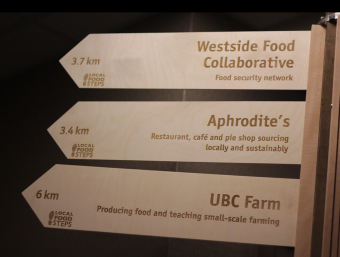 Westside Food
Collaborative
3.7 km
Food security network
LOCAL
FOOD
STEPS
Aphrodite's
3.4 km
Restaurant, café and pie shop sourcing
locally and sustainably
LOCAL
FOOD
STEPS
6 km
UBC Farm
Producing food and teaching small-scale farming
LOCAL
FOOD
STEPS